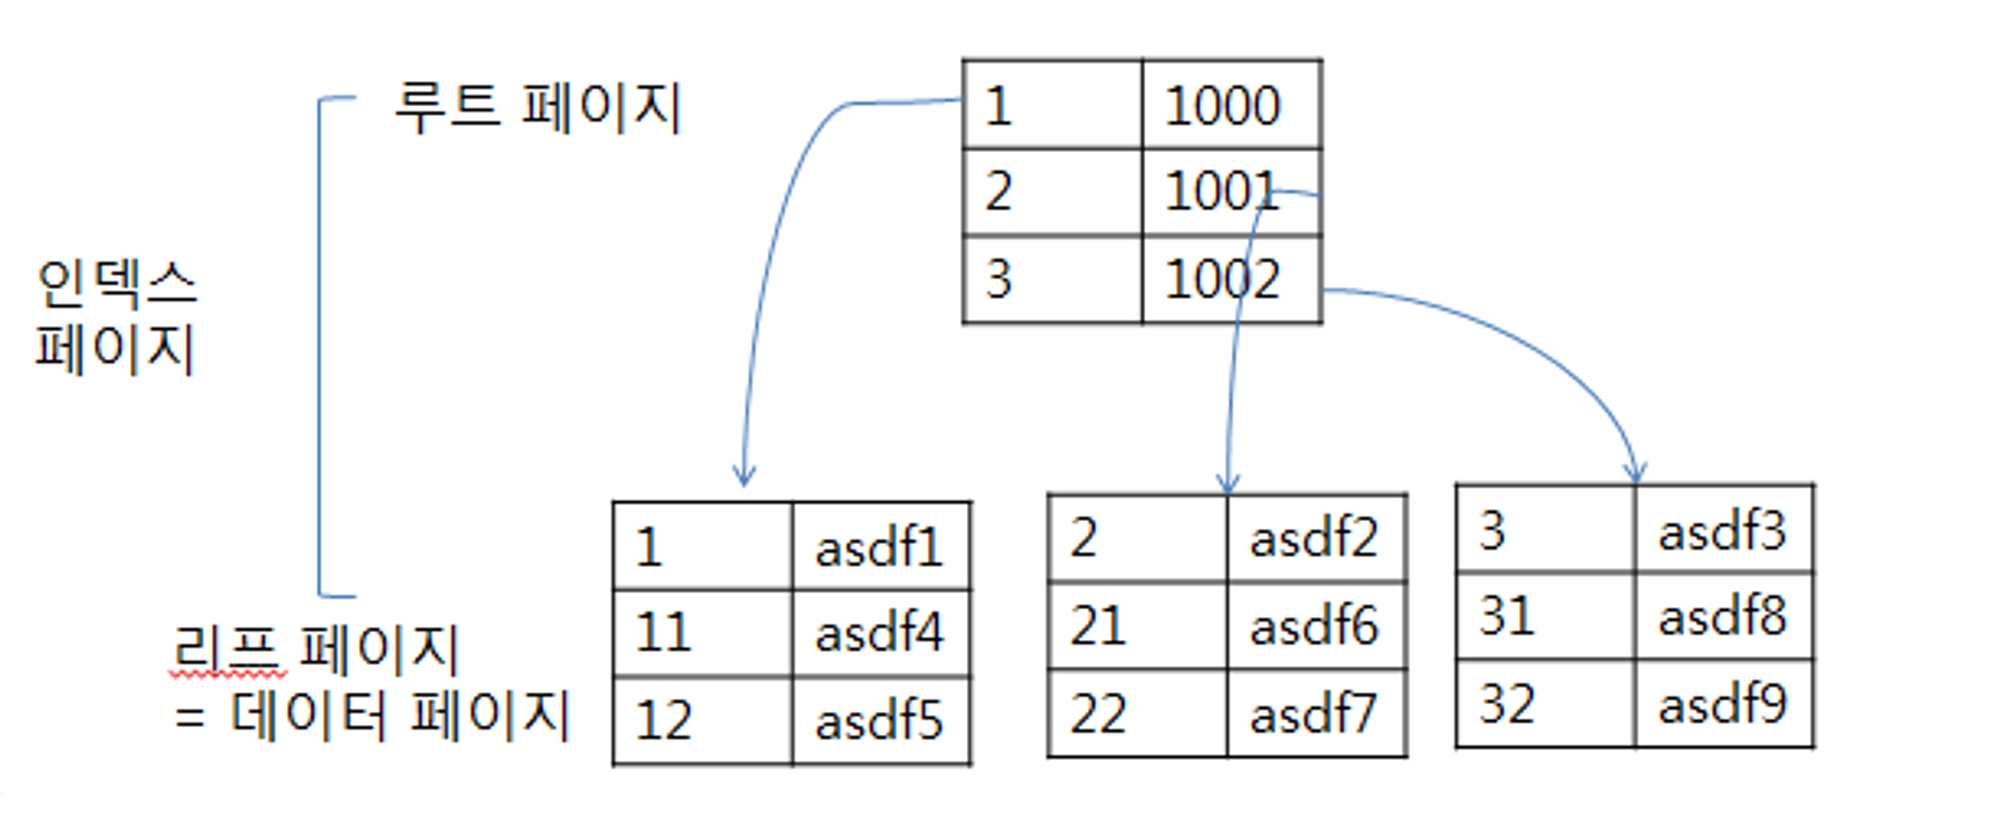 루트 페이지
1 1000
2 1001
3 1002
인덱스
페이지
리프 페이지
= 데이터 페이지
1 asdf1
11 asdf4
12 asdf5
2 asdf2
21 asdf6
22 asdf7
3 asdf3
31 asdf8
32 asdf9